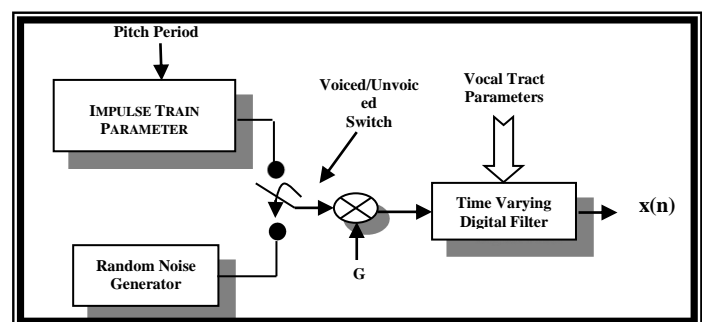 Pitch Period
IMPULSE TRAIN
PARAMETER
Voiced/Unvoic
ed
Switch
Vocal Tract
Parameters
Time Varying
Digital Filter
x(n)
Random Noise
Generator
G